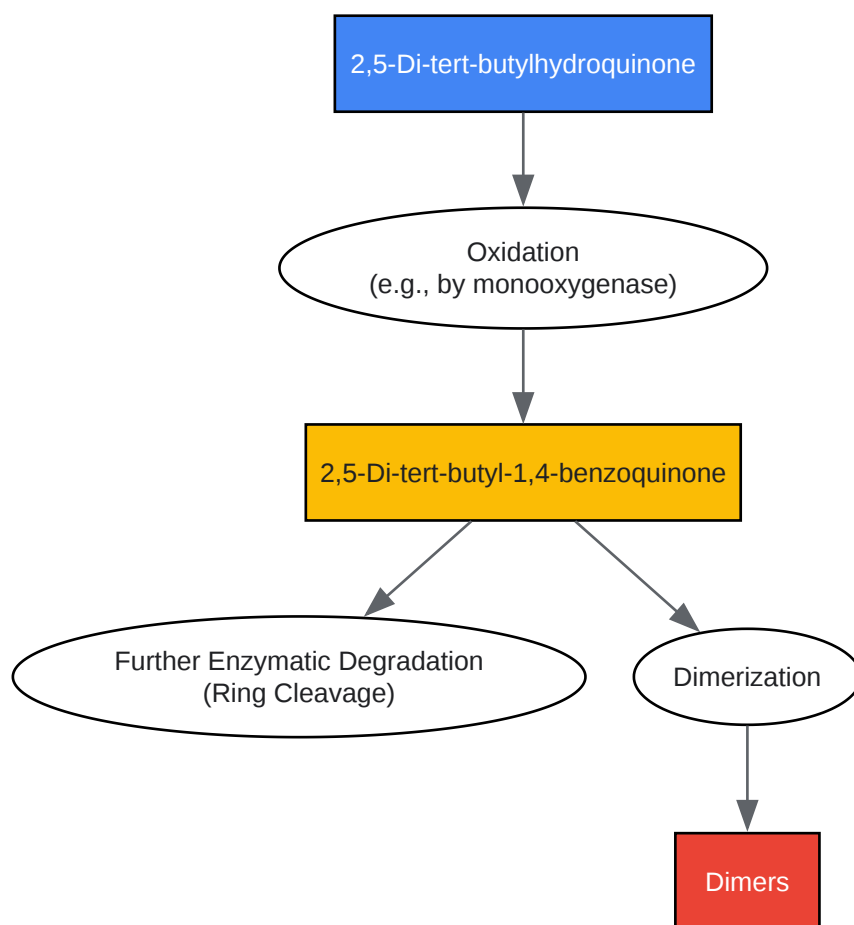 2,5-Di-tert-butylhydroquinone
Oxidation
(e.g., by monooxygenase)
2,5-Di-tert-butyl-1,4-benzoquinone
Further Enzymatic Degradation
(Ring Cleavage)
Dimerization
Dimers